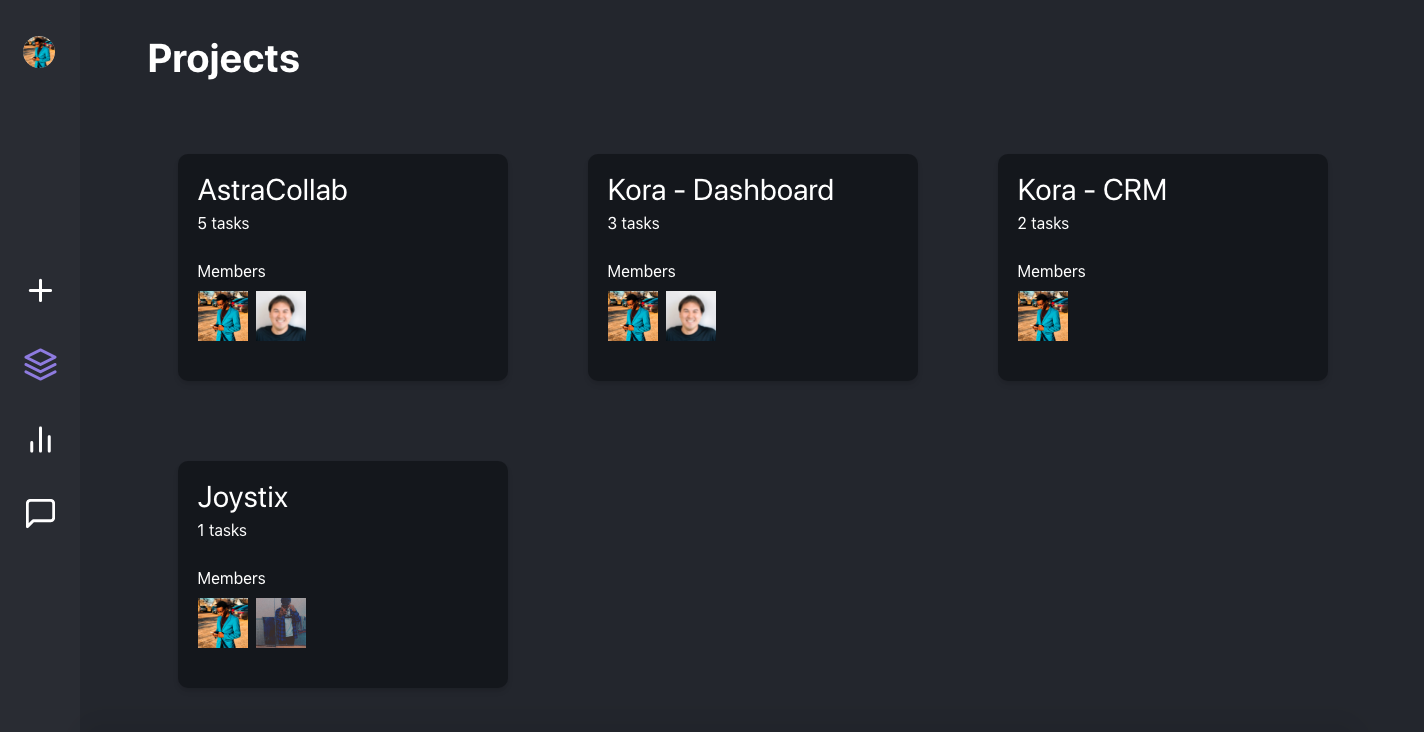 Projects
AstraCollab
5 tasks
Members
Kora - Dashboard
3 tasks
Members
Kora - CRM
2 tasks
Members
Joystix
1 tasks
Members